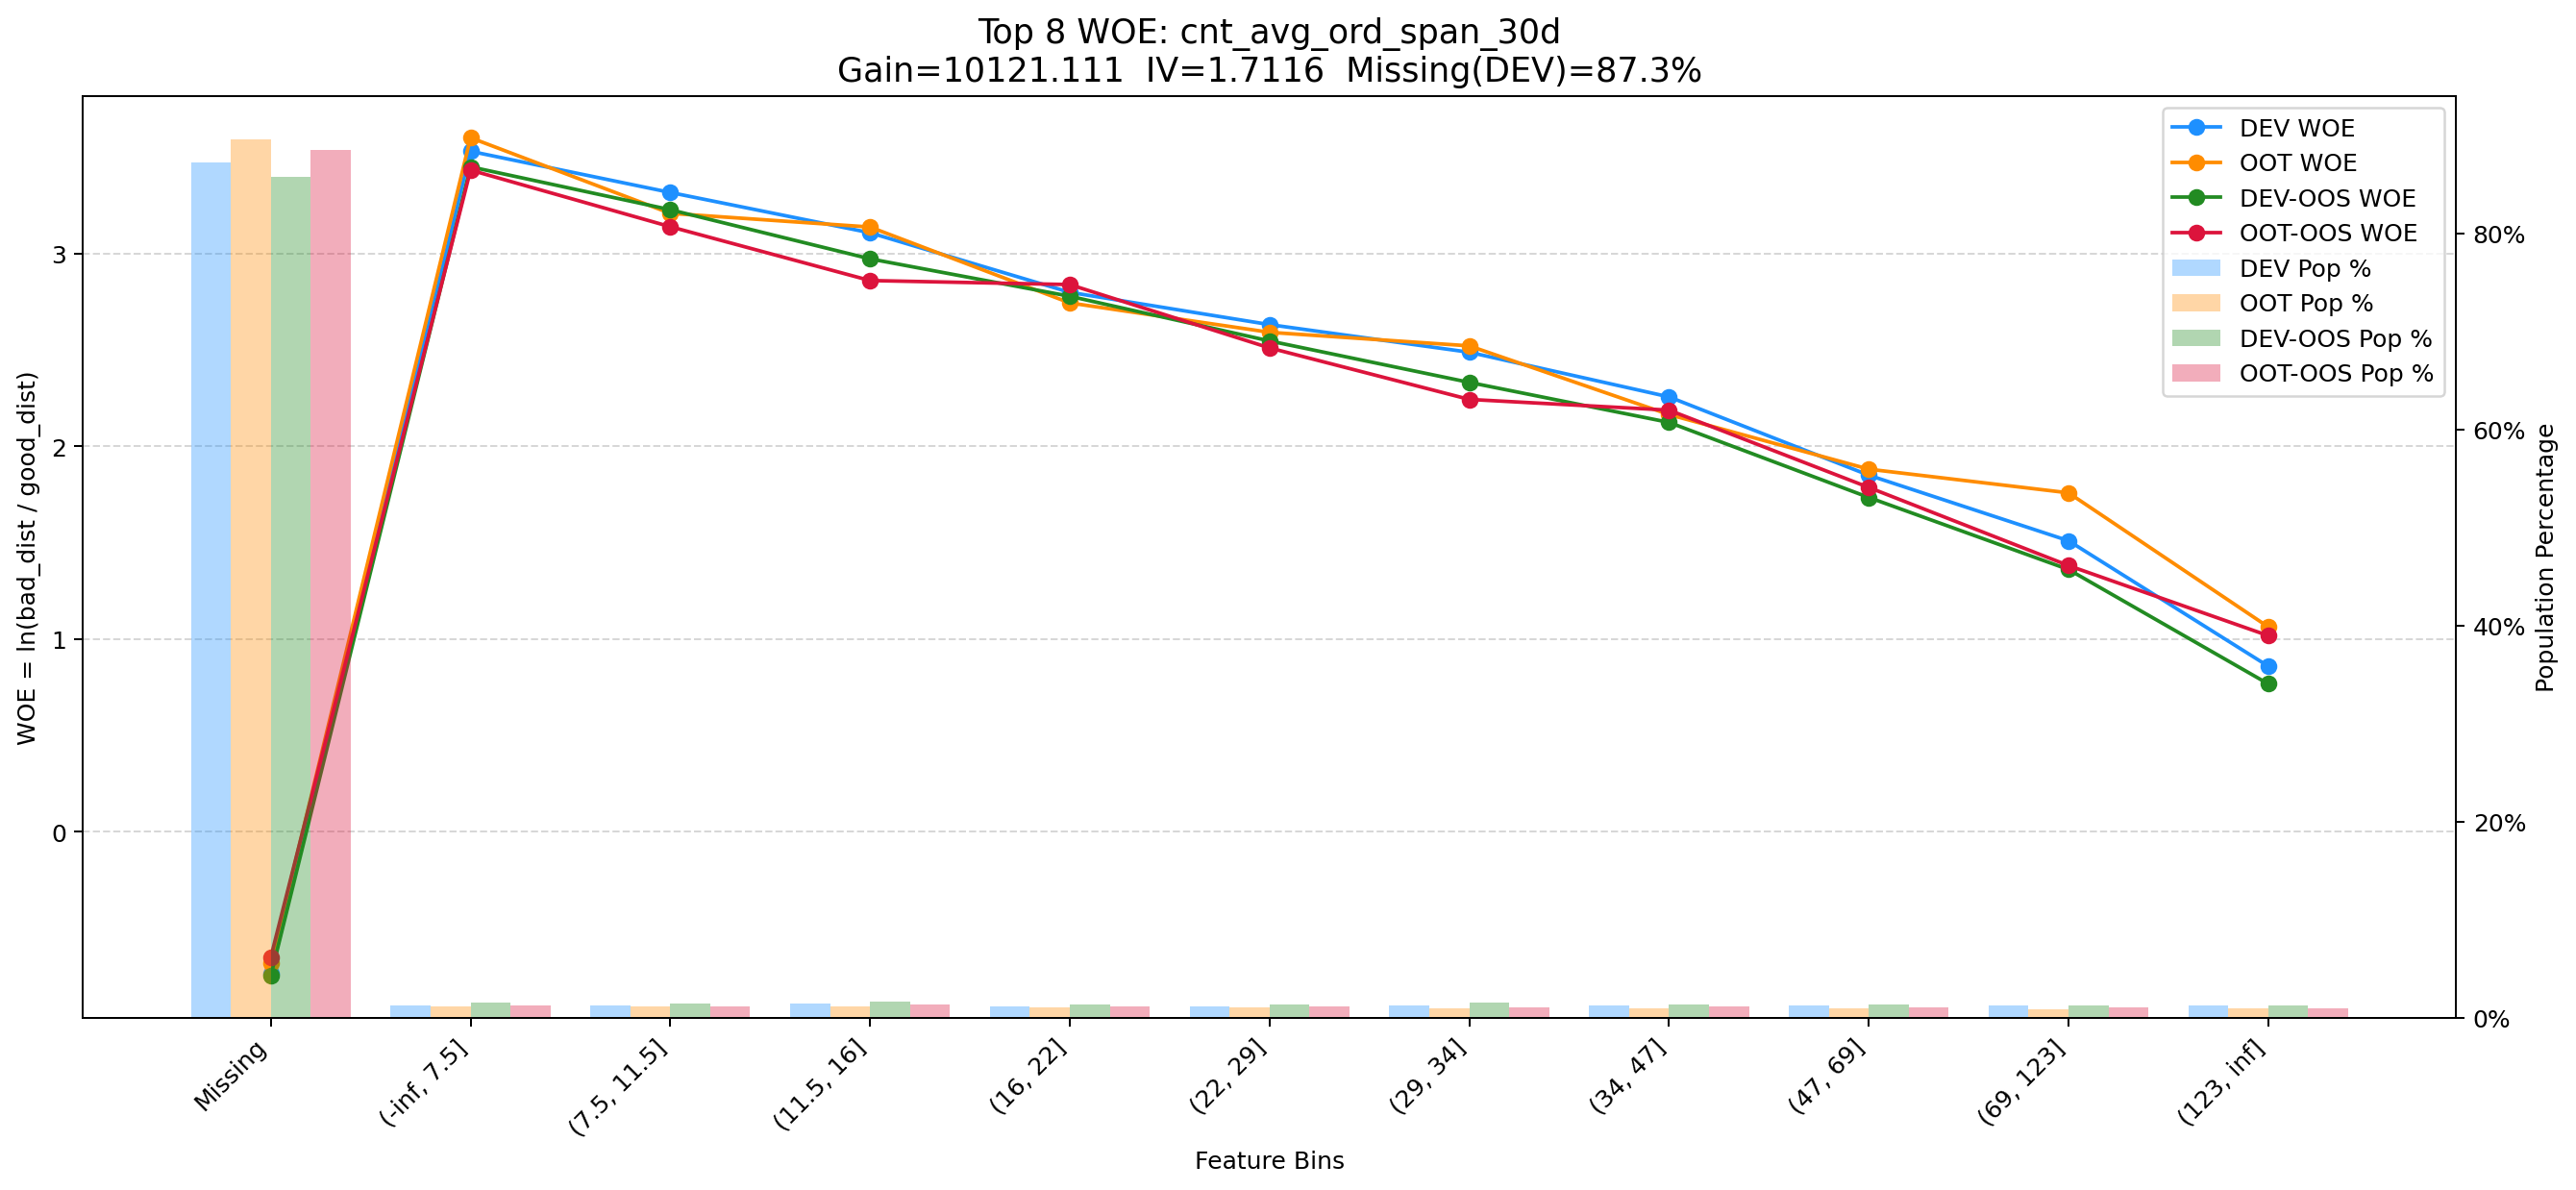 Top 8 WOE: cnt_avg_ord_span_30d
Gain=10121.111  IV=1.7116  Missing(DEV)=87.3%
DEV WOE
OOT WOE
DEV-OOS WOE
OOT-OOS WOE
DEV Pop %
OOT Pop %
DEV-OOS Pop %
OOT-OOS Pop %
WOE = ln(bad_dist / good_dist)
3
2
1
0
80%
60%
40%
20%
0%
Population Percentage
Missing
(-inf, 7.5]
(7.5, 11.5]
(11.5, 16]
(16, 22]
(22, 29]
(29, 34]
(34, 47]
(47, 69]
(69, 123]
(123, inf]
Feature Bins